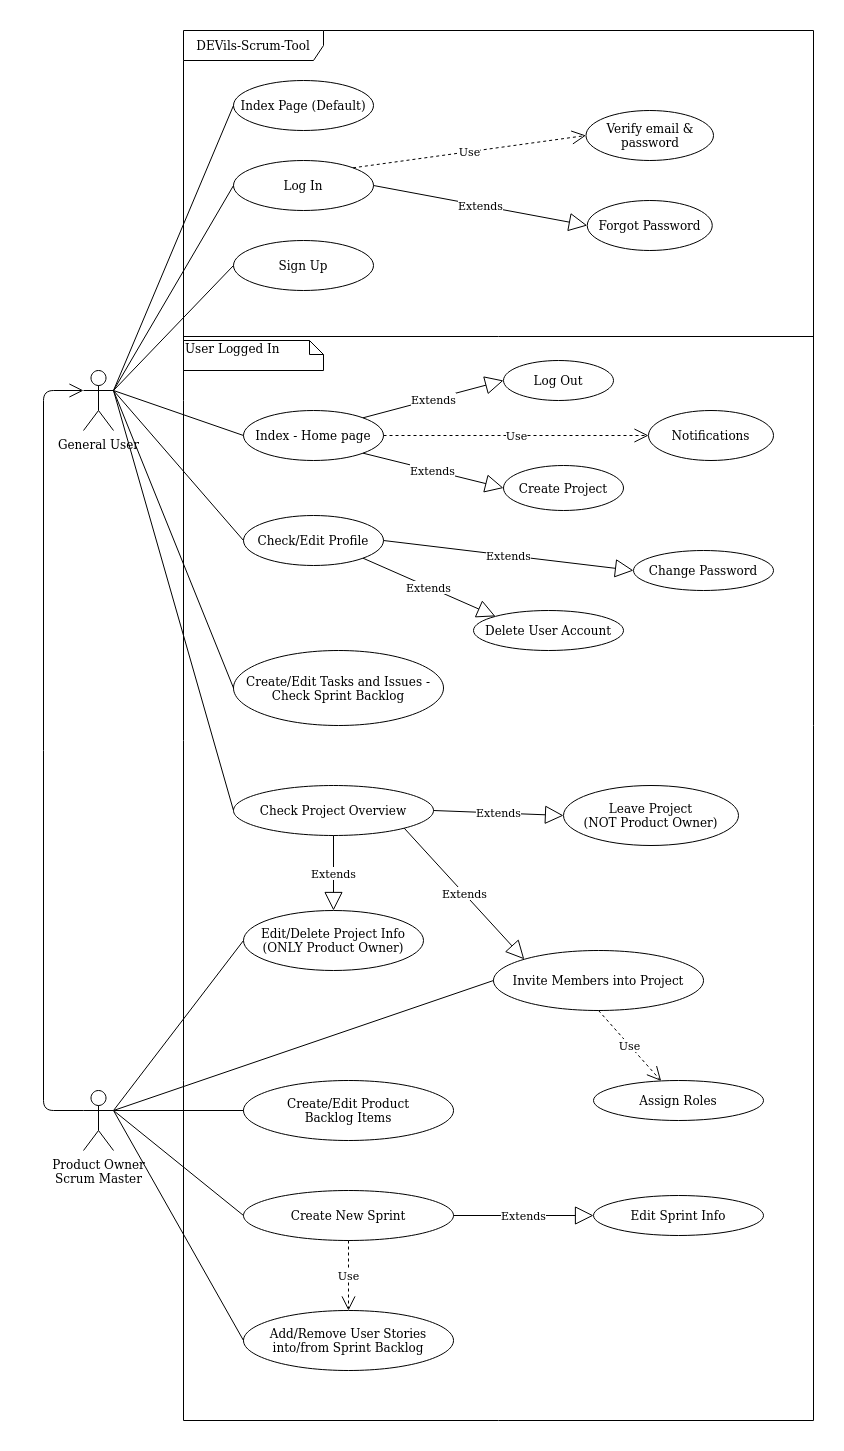 DEVils-Scrum-Tool
Index Page (Default)
Verify email &
password
Use
Log In
Extends
Forgot Password
Sign Up
User Logged In
General User
Log Out
Extends
Index - Home page
Use
Notifications
Extends
Create Project
Check/Edit Profile
Extends
Change Password
Extends
Delete User Account
Create/Edit Tasks and Issues -
Check Sprint Backlog
Check Project Overview
Extends
Leave Project
(NOT Product Owner)
Extends
Extends
Edit/Delete Project Info
(ONLY Product Owner)
Invite Members into Project
Use
Assign Roles
Create/Edit Product
Backlog Items
Product Owner
Scrum Master
Create New Sprint
Extends
Edit Sprint Info
Use
Add/Remove User Stories
into/from Sprint Backlog